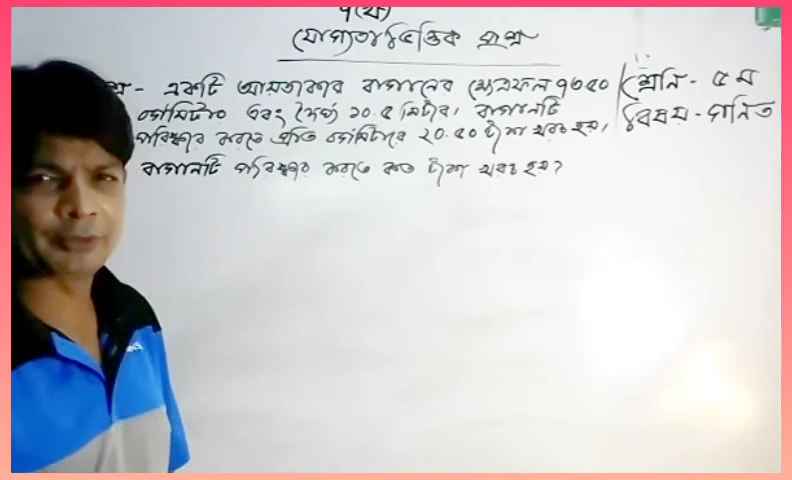 ৭(খ)
যোগ্যতাভিত্তিক প্রশ্ন
শ্রেনি - ৫ম
বিষয় - গনিত
প্রশ্ন - একটি আয়তাকার বাগানের ক্ষেত্রফল ৭৬৫০
বর্গমিটার এবং দৈর্ঘ্য ১০.৫ মিটার। বাগানটি
পরিষ্কার করতে প্রতি বর্গমিটারে ২০.৫০ টাকা খরচ হয়,
বাগানটি পরিষ্কার করতে কত টাকা খরচ হয়?